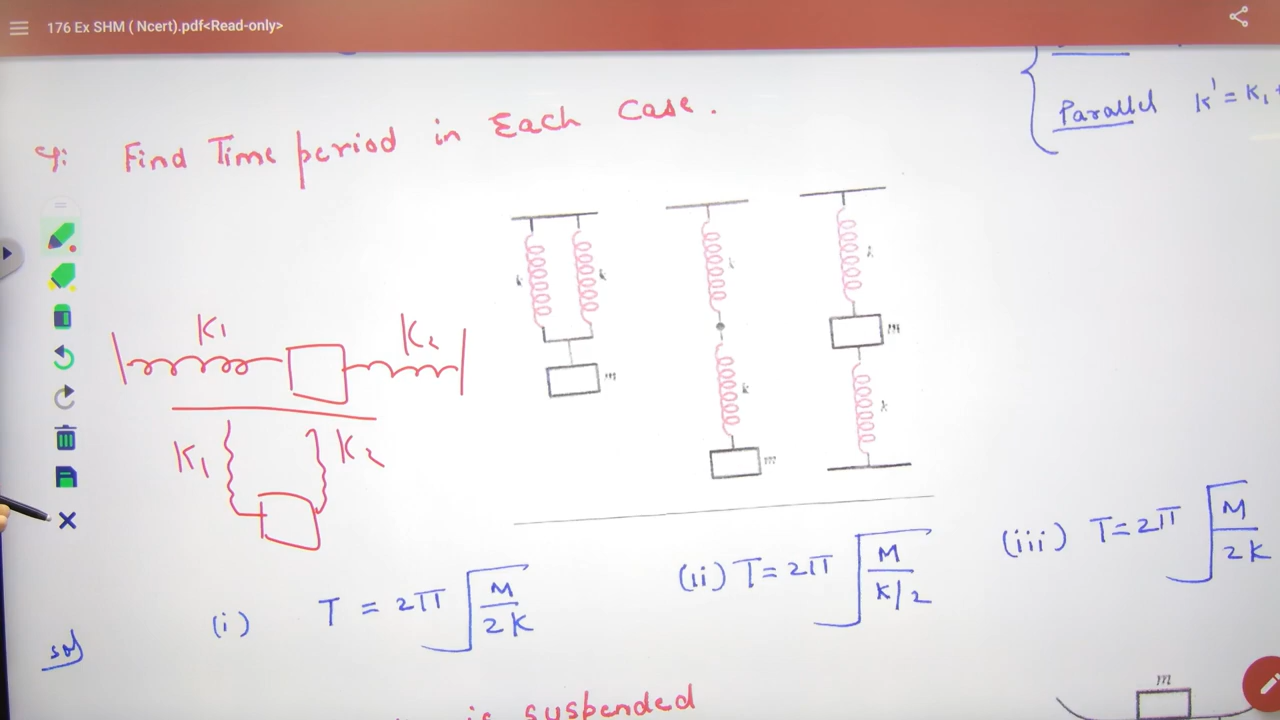 176 Ex SHM ( Ncert).pdf<Read-only>
Parallel K' = K₁ +
Q: Find Time period in Each Case.
k k m
k k m
k m k
K₁ K₂
K₁ K₂
sol (i) T = 2π √M/2K
(ii) T = 2π √M/K/2
(iii) T = 2π √M/2K
is suspended
m